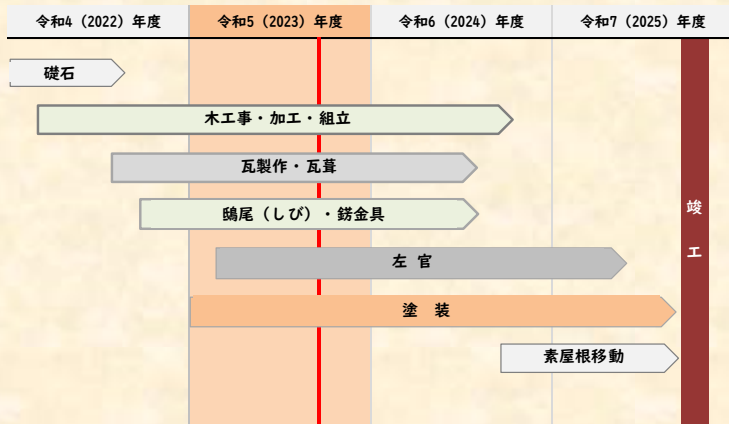 令和4（2022）年度
令和5（2023）年度
令和6（2024）年度
令和7（2025）年度
礎石
木工事・加工・組立
瓦製作・瓦葺
鴟尾（しび）・錺金具
左 官
塗　装
素屋根移動
竣
工